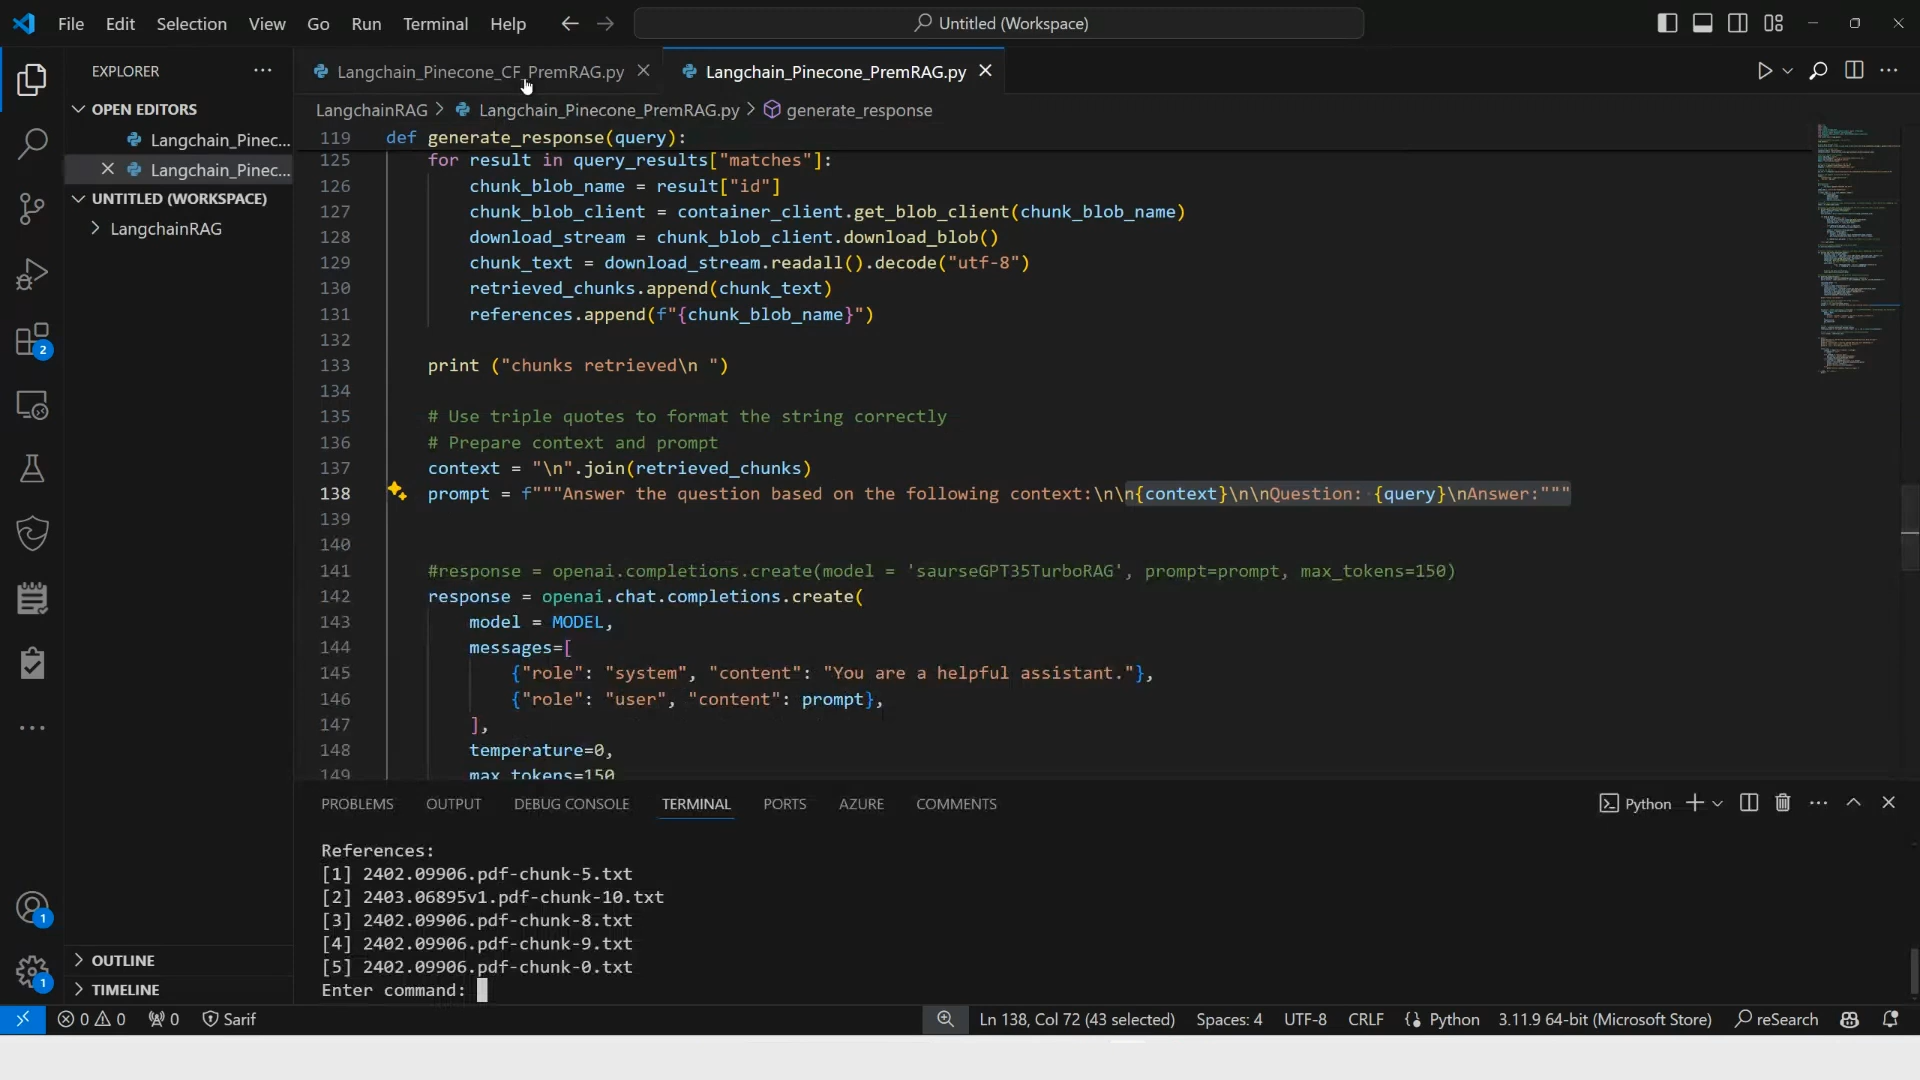 File Edit Selection View Go Run Terminal Help Untitled (Workspace)
EXPLORER
Langchain_Pinecone_CF_PremRAG.py Langchain_Pinecone_PremRAG.py
OPEN EDITORS
Langchain_Pinec...
Langchain_Pinec...
UNTITLED (WORKSPACE)
LangchainRAG
LangchainRAG > Langchain_Pinecone_PremRAG.py > generate_response
119 def generate_response(query):
125 for result in query_results["matches"]:
126 chunk_blob_name = result["id"]
127 chunk_blob_client = container_client.get_blob_client(chunk_blob_name)
128 download_stream = chunk_blob_client.download_blob()
129 chunk_text = download_stream.readall().decode("utf-8")
130 retrieved_chunks.append(chunk_text)
131 references.append(f"{chunk_blob_name}")
132
133 print ("chunks retrieved\n ")
134
135 # Use triple quotes to format the string correctly
136 # Prepare context and prompt
137 context = "\n".join(retrieved_chunks)
138 prompt = f"""Answer the question based on the following context:\n\n{context}\n\nQuestion: {query}\nAnswer:"""
139
140
141 #response = openai.completions.create(model = 'saurseGPT35TurboRAG', prompt=prompt, max_tokens=150)
142 response = openai.chat.completions.create(
143 model = MODEL,
144 messages=[
145 {"role": "system", "content": "You are a helpful assistant."},
146 {"role": "user", "content": prompt},
147 ],
148 temperature=0,
149 max_tokens=150
2
1
1
OUTLINE
TIMELINE
PROBLEMS OUTPUT DEBUG CONSOLE TERMINAL PORTS AZURE COMMENTS Python
References:
[1] 2402.09906.pdf-chunk-5.txt
[2] 2403.06895v1.pdf-chunk-10.txt
[3] 2402.09906.pdf-chunk-8.txt
[4] 2402.09906.pdf-chunk-9.txt
[5] 2402.09906.pdf-chunk-0.txt
Enter command:
0 0 0 Sarif Ln 138, Col 72 (43 selected) Spaces: 4 UTF-8 CRLF Python 3.11.9 64-bit (Microsoft Store) reSearch